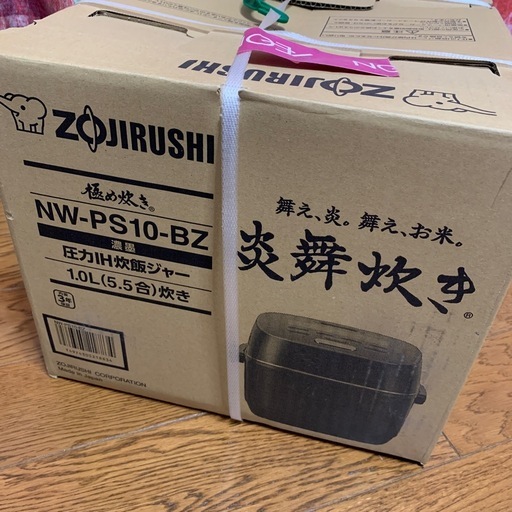 ZOJIRUSHI
ZOJIRUSHI
極め炊き®
NW-PS10-BZ
濃墨
圧力IH炊飯ジャー
1.0L(5.5合)炊き
ZOJIRUSHI CORPORATION
Made in Japan
舞え、炎。舞え、お米。
炎舞炊き®